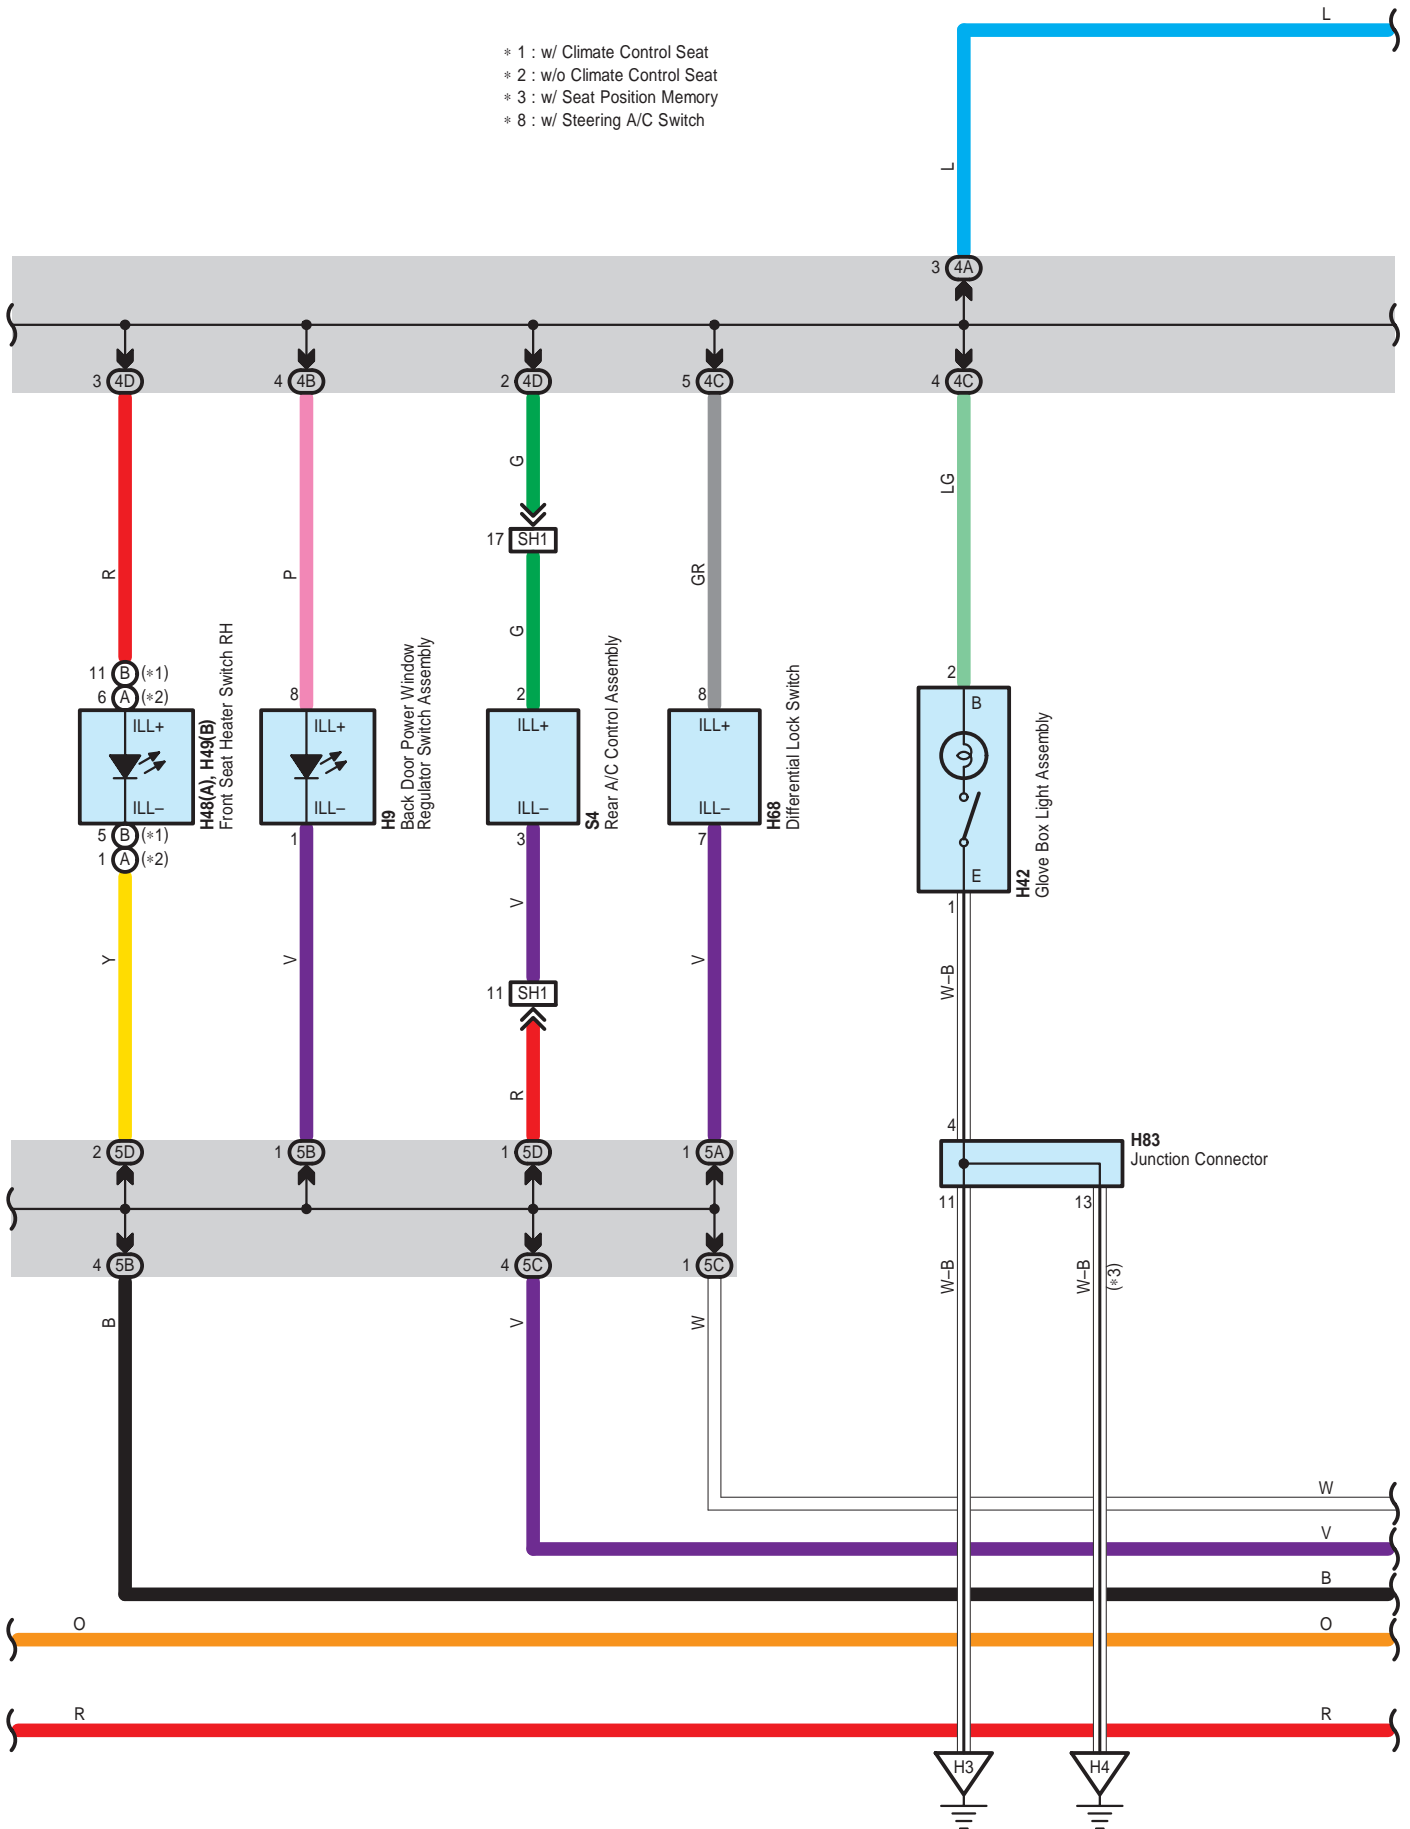 L
* 1 : w/ Climate Control Seat
* 2 : w/o Climate Control Seat
* 3 : w/ Seat Position Memory
* 8 : w/ Steering A/C Switch
L
3 4A
3 4D
4 4B
2 4D
5 4C
4 4C
G
LG
17 SH1
R
P
GR
G
11 B (*1)
6 A (*2)
8
2
8
2
ILL+
ILL–
H48(A), H49(B)
Front Seat Heater Switch RH
ILL+
ILL–
H9
Back Door Power Window
Regulator Switch Assembly
ILL+
ILL–
S4
Rear A/C Control Assembly
ILL+
ILL–
H68
Differential Lock Switch
B
E
H42
Glove Box Light Assembly
5 B (*1)
1 A (*2)
1
3
7
1
V
Y
V
V
W–B
11 SH1
R
4
H83
Junction Connector
2 5D
1 5B
1 5D
1 5A
11
13
4 5B
4 5C
1 5C
W–B
W–B
(*3)
B
V
W
W
V
B
O
O
R
R
H3
H4